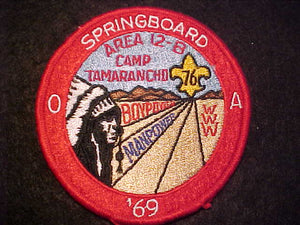 SPRINGBOARD
AREA 12-B
CAMP
TAMARANCHO
76
O A
BOYPOWER
MANPOWER
WWW
'69